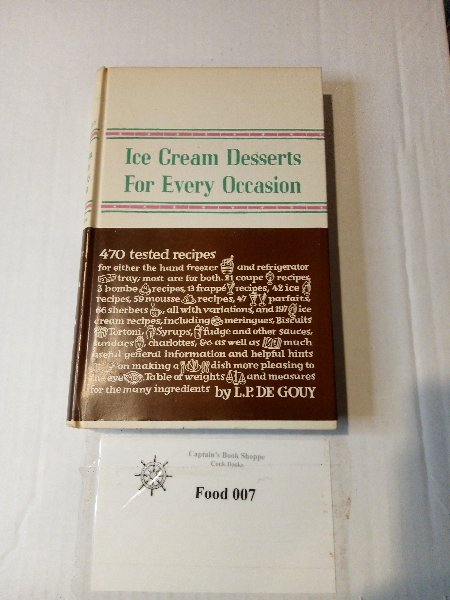 Ice Cream Desserts
For Every Occasion
470 tested recipes
for either the hand freezer and refrigerator
tray; most are for both. 21 coupe recipes,
3 bombe recipes, 13 frappé recipes, 42 ice
recipes, 59 mousse recipes, 47 parfaits,
66 sherbets, all with variations, and 197 ice
cream recipes, including meringues, Biscuits
Tortoni, Syrups, fudge and other sauces,
sundaes, charlottes, &c as well as much
useful general information and helpful hints
on making a dish more pleasing to
the eye. Table of weights and measures
for the many ingredients by L.P. DE GOUY
Captain's Book Shoppe
Cook Books
Food 007